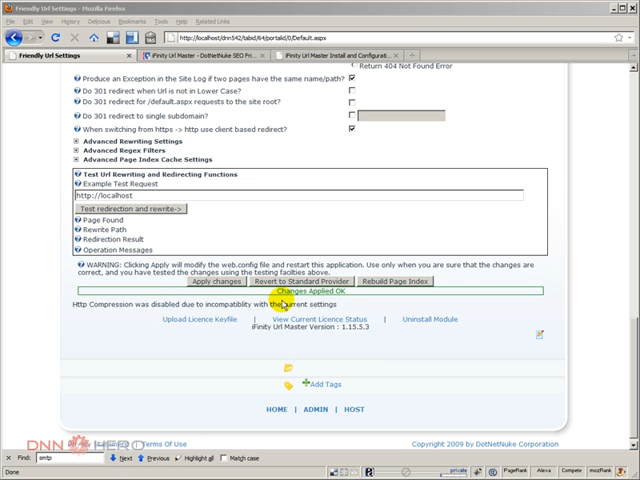 Friendly Url Settings - Mozilla Firefox
File Edit View History Delicious Bookmarks Tools Help Related Links
http://localhost/dnn542/tabid/64/portalid/0/Default.aspx
Friendly Url Settings
iFinity Url Master - DotNetNuke SEO Fri...
iFinity Url Master Install and Configurat...
Return 404 Not Found Error
Produce an Exception in the Site Log if two pages have the same name/path?
Do 301 redirect when Url is not in Lower Case?
Do 301 redirect for /default.aspx requests to the site root?
Do 301 redirect to single subdomain?
When switching from https -> http use client based redirect?
Advanced Rewriting Settings
Advanced Regex Filters
Advanced Page Index Cache Settings
Test Url Rewriting and Redirecting Functions
Example Test Request
http://localhost
Test redirection and rewrite->
Page Found
Rewrite Path
Redirection Result
Operation Messages
WARNING: Clicking Apply will modify the web.config file and restart this application. Use only when you are sure that the changes are
correct, and you have tested the changes using the testing facilties above.
Apply changes Revert to Standard Provider Rebuild Page Index
Changes Applied OK
Http Compression was disabled due to incompatiblity with the current settings
Upload Licence Keyfile | View Current Licence Status | Uninstall Module
iFinity Url Master Version : 1.15.5.3
Add Tags
HOME | ADMIN | HOST
DNN HERO
Terms Of Use
Copyright 2009 by DotNetNuke Corporation
Find: smtp Next Previous Highlight all Match case
Done
private PageRank Alexa Compete mozRank